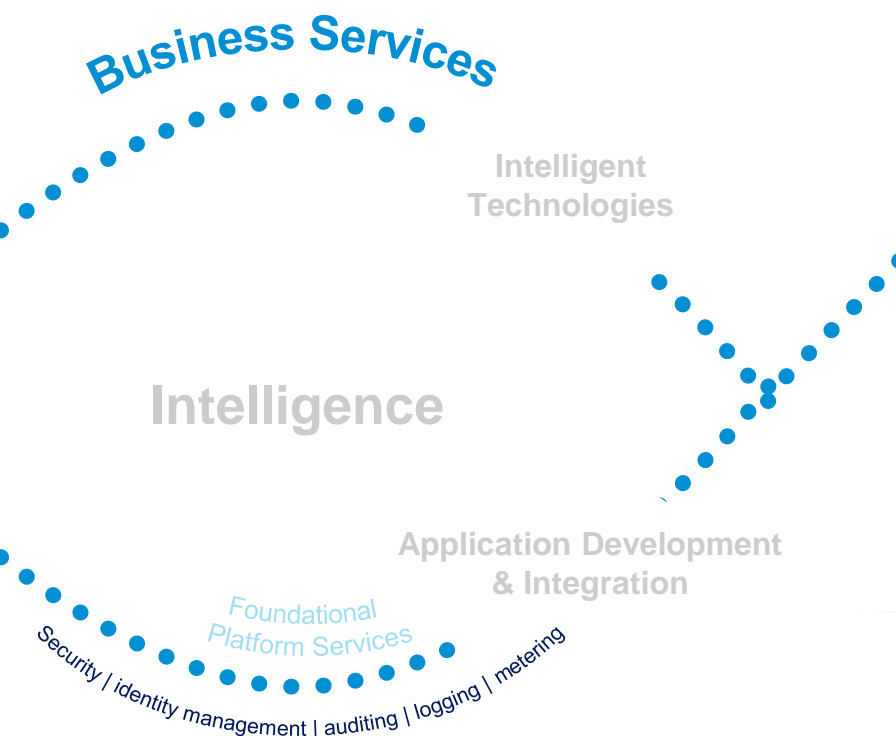 Business Services
Intelligent
Technologies
Intelligence
Application Development
& Integration
Foundational
Platform Services
Security | identity management | auditing | logging | metering